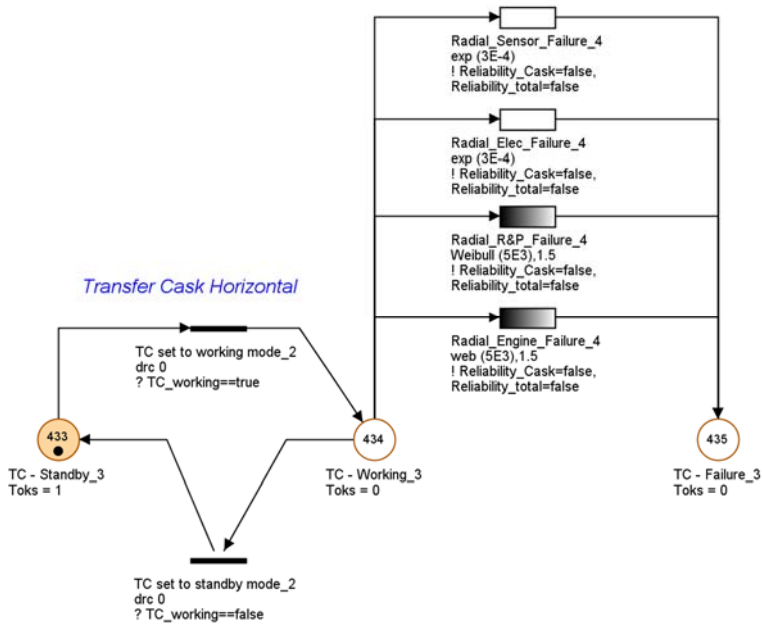 Radial_Sensor_Failure_4
exp (3E-4)
! Reliability_Cask=false,
Reliability_total=false
Radial_Elec_Failure_4
exp (3E-4)
! Reliability_Cask=false,
Reliability_total=false
Radial_R&P_Failure_4
Weibull (5E3),1.5
! Reliability_Cask=false,
Reliability_total=false
Transfer Cask Horizontal
Radial_Engine_Failure_4
web (5E3),1.5
! Reliability_Cask=false,
Reliability_total=false
TC set to working mode_2
drc 0
? TC_working==true
433
TC - Standby_3
Toks = 1
434
TC - Working_3
Toks = 0
435
TC - Failure_3
Toks = 0
TC set to standby mode_2
drc 0
? TC_working==false